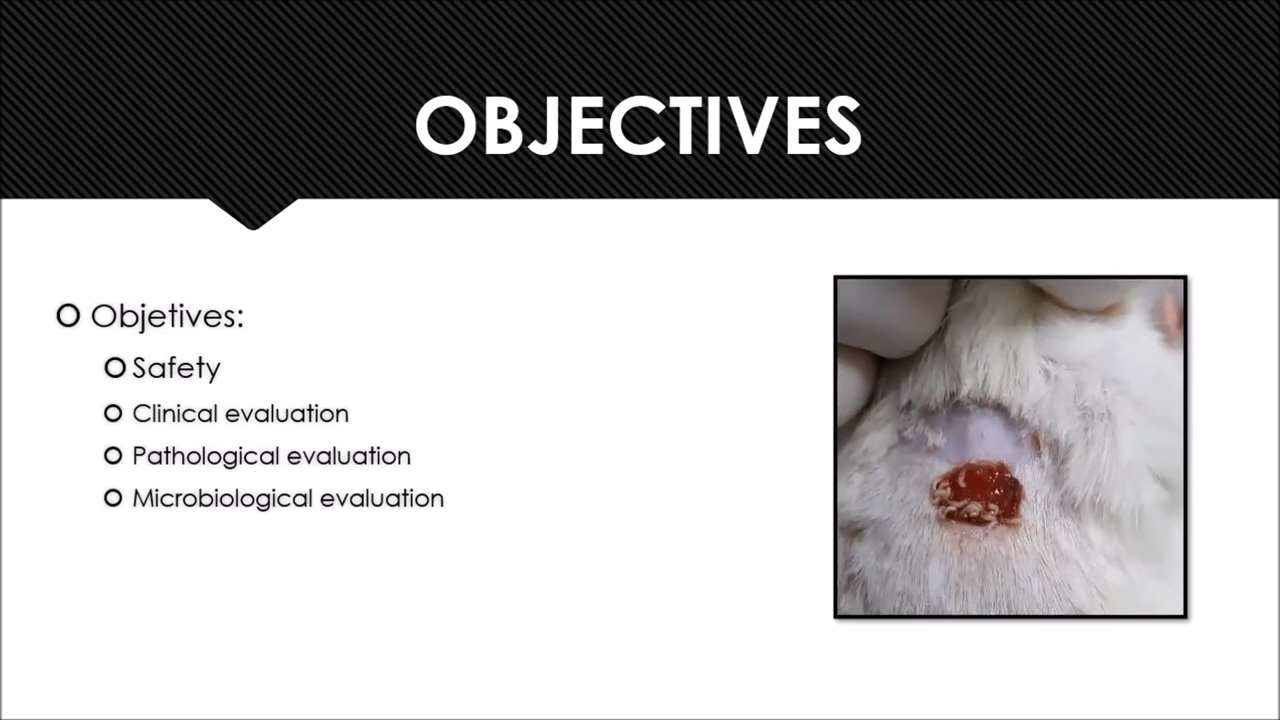 OBJECTIVES
Objetives:
Safety
Clinical evaluation
Pathological evaluation
Microbiological evaluation